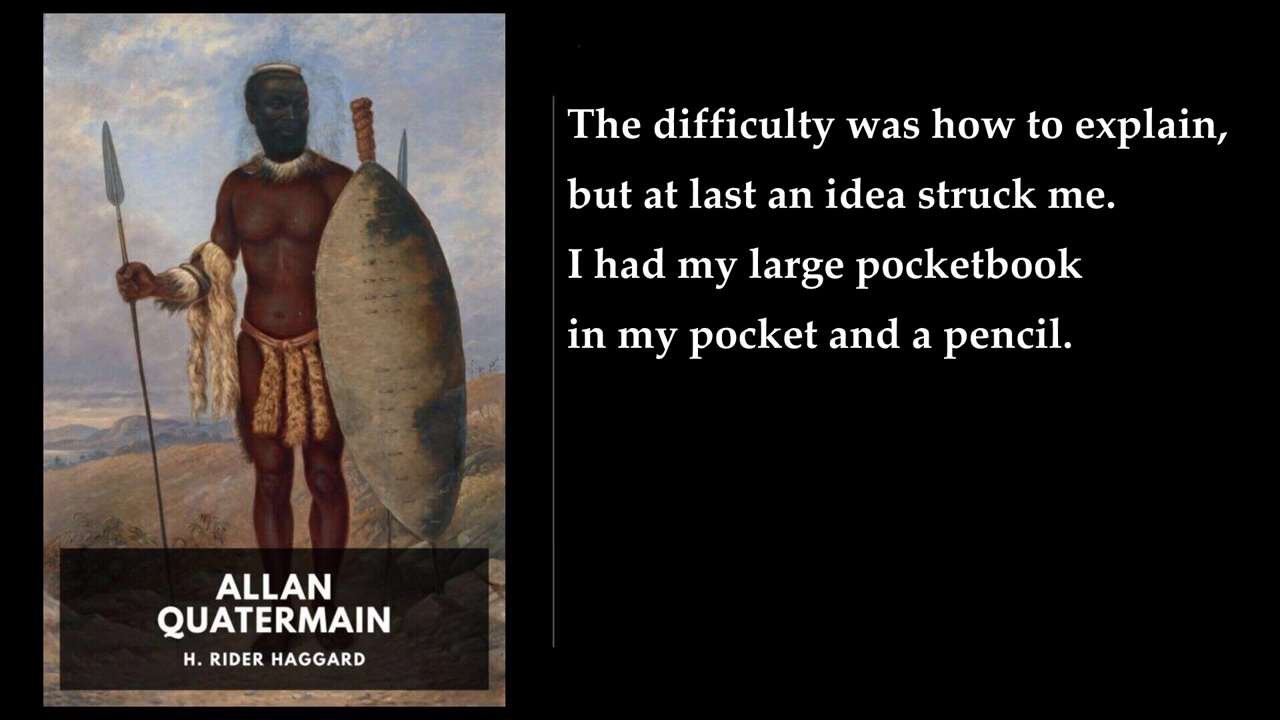 ALLAN
QUATERMAIN
H. RIDER HAGGARD
The difficulty was how to explain,
but at last an idea struck me.
I had my large pocketbook
in my pocket and a pencil.